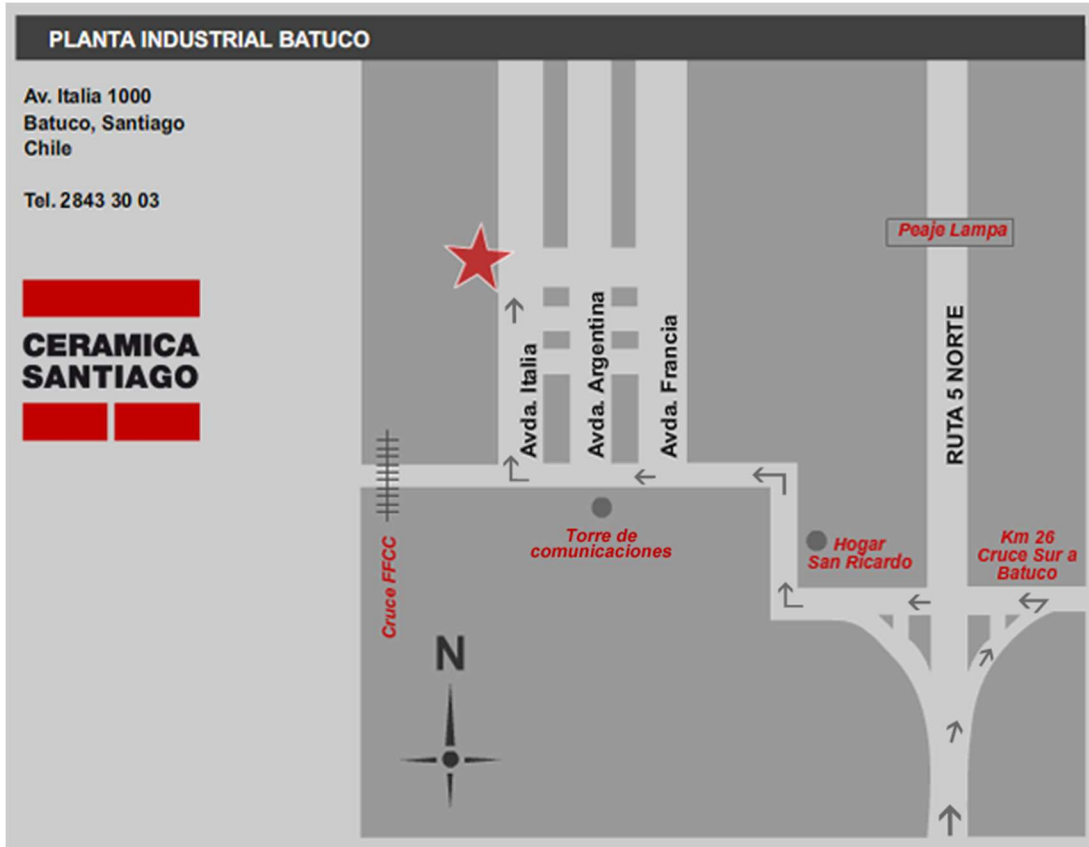 PLANTA INDUSTRIAL BATUCO
Av. Italia 1000
Batuco, Santiago
Chile
Tel. 2843 30 03
CERAMICA
SANTIAGO
Peaje Lampa
Avda. Italia
Avda. Argentina
Avda. Francia
RUTA 5 NORTE
Cruce FFCC
Torre de
comunicaciones
Hogar
San Ricardo
Km 26
Cruce Sur a
Batuco
N